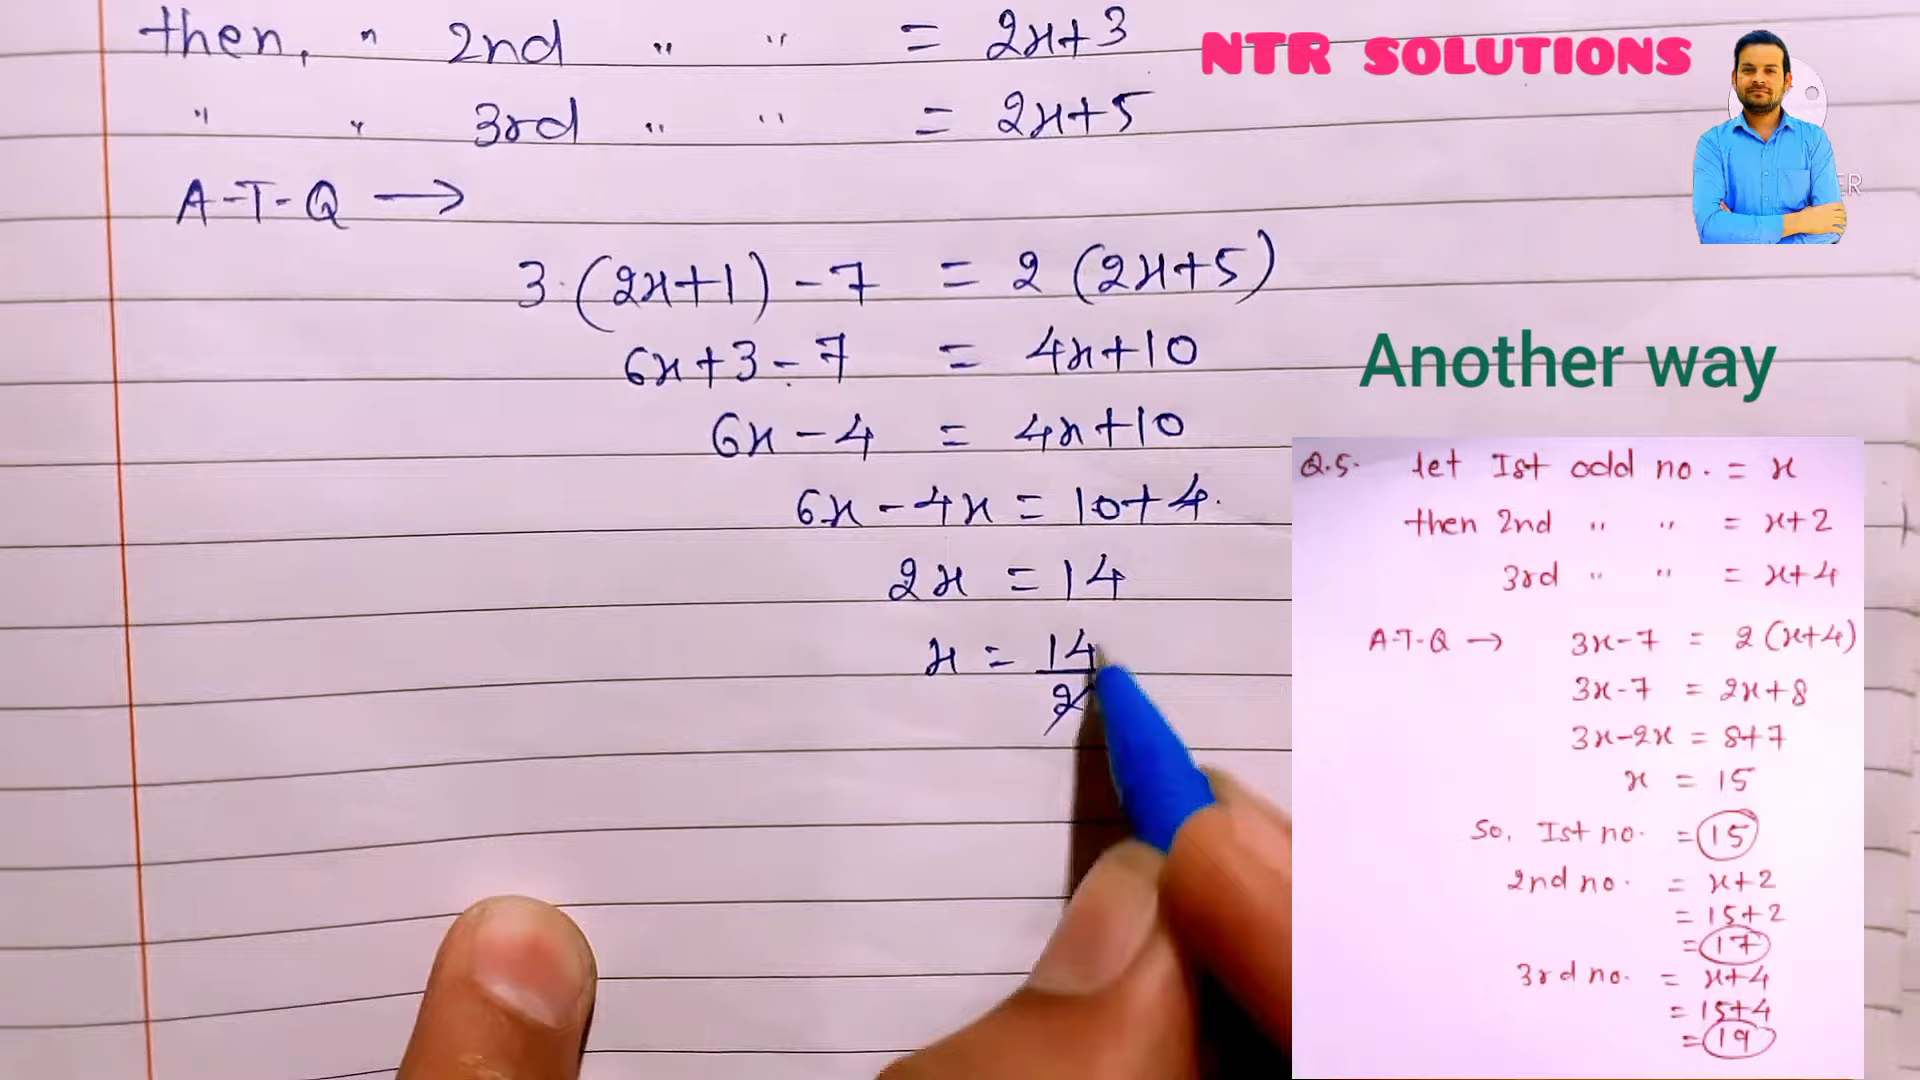 then, " 2nd " " = 2x+3
" " 3rd " " = 2x+5
A-T-Q →
3.(2x+1)-7 = 2(2x+5)
6x+3-7 = 4x+10
6x-4 = 4x+10
6x-4x = 10+4.
2x = 14
x = 14/2
NTR SOLUTIONS
ER
Another way
Q.5. let Ist odd no. = x
then 2nd " " = x+2
3rd " " = x+4
A-T-Q → 3x-7 = 2(x+4)
3x-7 = 2x+8
3x-2x = 8+7
x = 15
So, Ist no. = 15
2nd no. = x+2
= 15+2
= 17
3rd no. = x+4
= 15+4
= 19